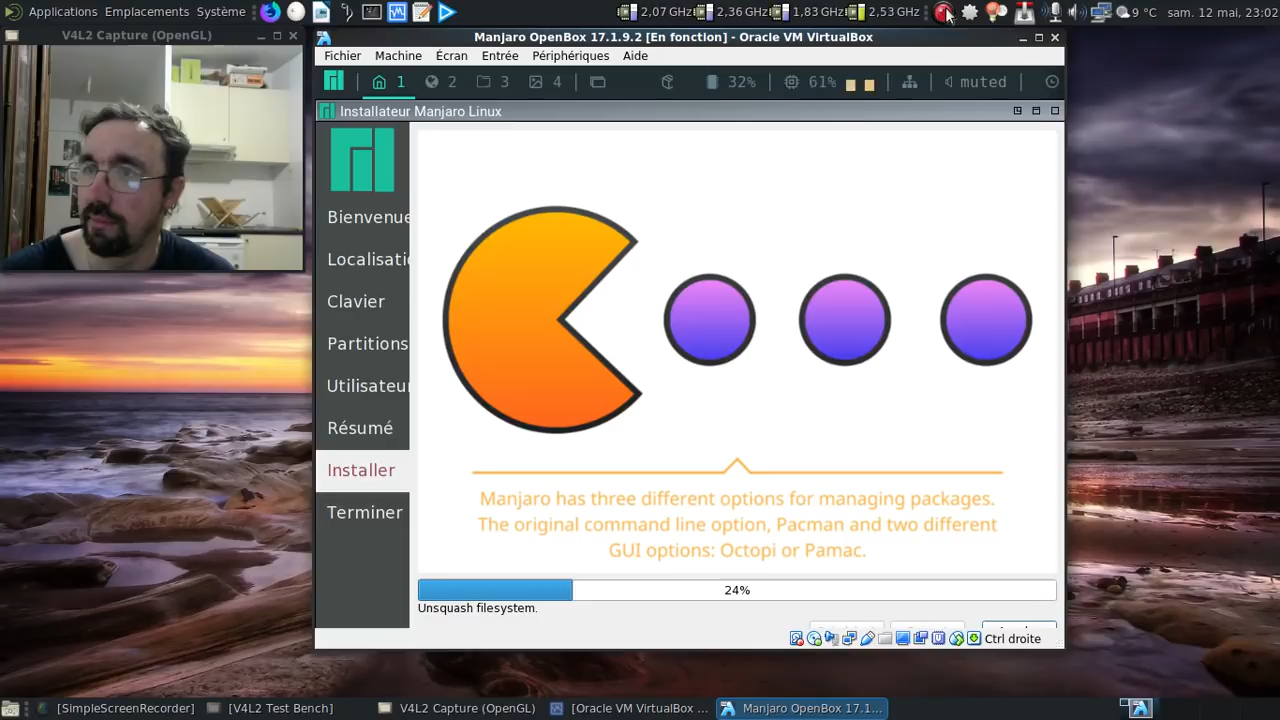 Applications Emplacements Système
2,07 GHz 2,36 GHz 1,83 GHz 2,53 GHz 9 °C sam. 12 mai, 23:02
V4L2 Capture (OpenGL)
Manjaro OpenBox 17.1.9.2 [En fonction] - Oracle VM VirtualBox
Fichier Machine Écran Entrée Périphériques Aide
1 2 3 4 32% 61% muted
Installateur Manjaro Linux
Bienvenue
Localisati
Clavier
Partitions
Utilisateur
Résumé
Installer
Terminer
Manjaro has three different options for managing packages.
The original command line option, Pacman and two different
GUI options: Octopi or Pamac.
24%
Unsquash filesystem.
Ctrl droite
[SimpleScreenRecorder] [V4L2 Test Bench] V4L2 Capture (OpenGL) [Oracle VM VirtualBox ... Manjaro OpenBox 17.1...